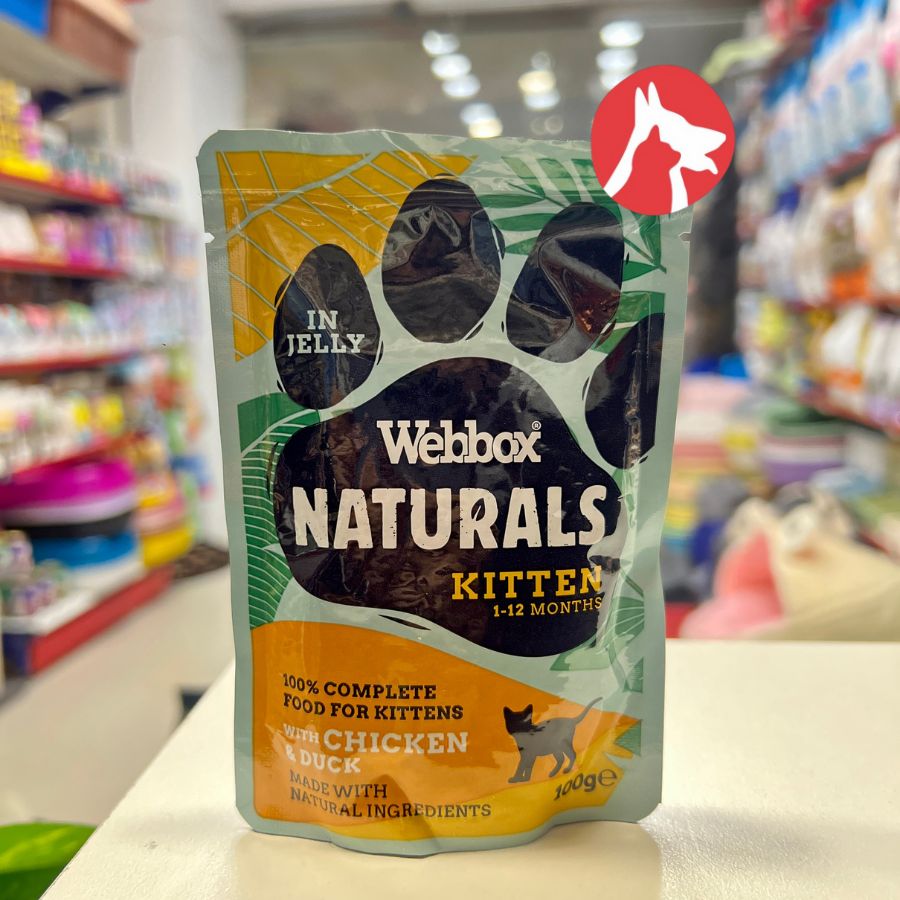 IN
JELLY
Webbox®
NATURALS
KITTEN
1-12 MONTHS
100% COMPLETE
FOOD FOR KITTENS
WITH CHICKEN
& DUCK
MADE WITH
NATURAL INGREDIENTS
100g℮